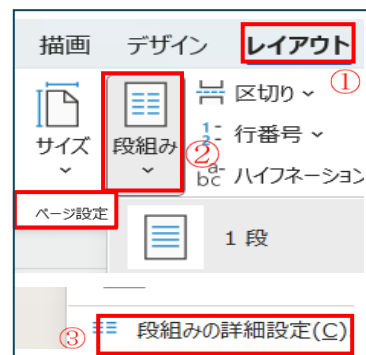 描画 デザイン レイアウト
①
サイズ
段組み
②
区切り
行番号
ハイフネーション
ページ設定
1 段
③ 段組みの詳細設定(C)